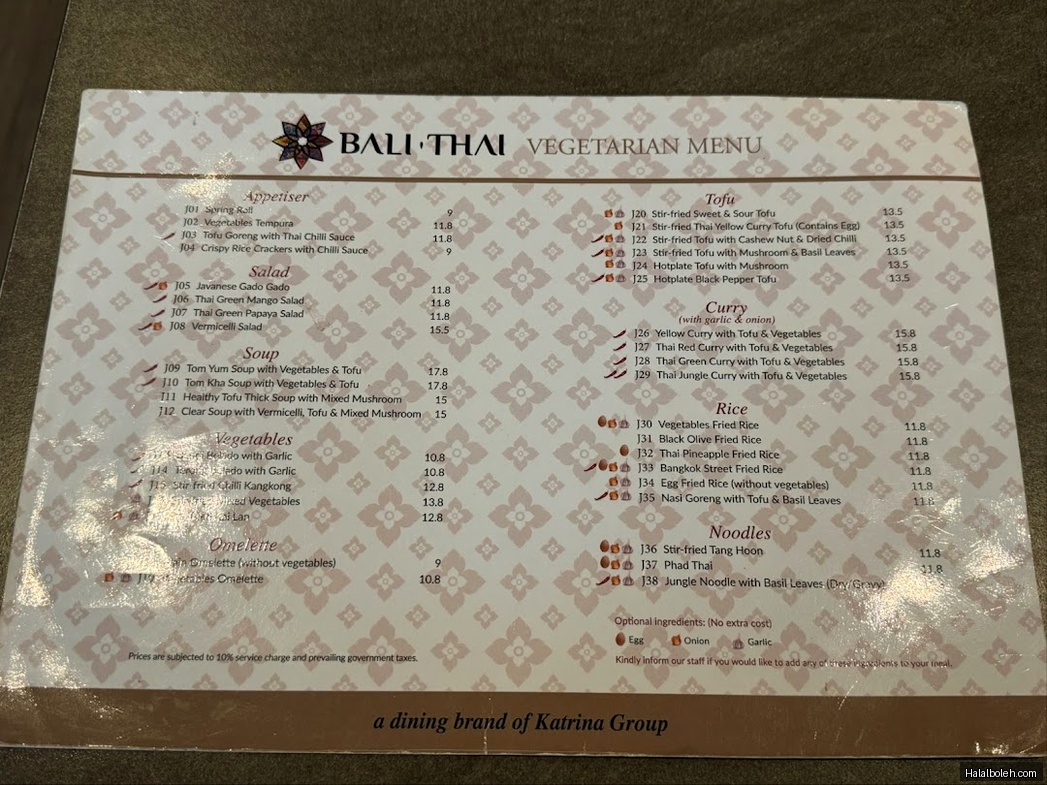 BALI·THAI VEGETARIAN MENU
Appetiser
J01 Spring Roll 9
J02 Vegetables Tempura 11.8
J03 Tofu Goreng with Thai Chilli Sauce 11.8
J04 Crispy Rice Crackers with Chilli Sauce 9
Salad
J05 Javanese Gado Gado 11.8
J06 Thai Green Mango Salad 11.8
J07 Thai Green Papaya Salad 11.8
J08 Vermicelli Salad 15.5
Soup
J09 Tom Yum Soup with Vegetables & Tofu 17.8
J10 Tom Kha Soup with Vegetables & Tofu 17.8
J11 Healthy Tofu Thick Soup with Mixed Mushroom 15
J12 Clear Soup with Vermicelli, Tofu & Mixed Mushroom 15
Vegetables
with Garlic 10.8
J14 with Garlic 10.8
J15 Stir-fried Chilli Kangkong 12.8
Mixed Vegetables 13.8
Lan 12.8
Omelette
Omelette (without vegetables) 9
J19 Vegetables Omelette 10.8
Prices are subjected to 10% service charge and prevailing government taxes.
Tofu
J20 Stir-fried Sweet & Sour Tofu 13.5
J21 Stir-fried Thai Yellow Curry Tofu (Contains Egg) 13.5
J22 Stir-fried Tofu with Cashew Nut & Dried Chilli 13.5
J23 Stir-fried Tofu with Mushroom & Basil Leaves 13.5
J24 Hotplate Tofu with Mushroom 13.5
J25 Hotplate Black Pepper Tofu 13.5
Curry
(with garlic & onion)
J26 Yellow Curry with Tofu & Vegetables 15.8
J27 Thai Red Curry with Tofu & Vegetables 15.8
J28 Thai Green Curry with Tofu & Vegetables 15.8
J29 Thai Jungle Curry with Tofu & Vegetables 15.8
Rice
J30 Vegetables Fried Rice 11.8
J31 Black Olive Fried Rice 11.8
J32 Thai Pineapple Fried Rice 11.8
J33 Bangkok Street Fried Rice 11.8
J34 Egg Fried Rice (without vegetables) 11.8
J35 Nasi Goreng with Tofu & Basil Leaves 11.8
Noodles
J36 Stir-fried Tang Hoon 11.8
J37 Phad Thai 11.8
J38 Jungle Noodle with Basil Leaves (Dry/Gravy)
Optional ingredients: (No extra cost)
Egg Onion Garlic
Kindly inform our staff if you would like to add any of these ingredients to your meal.
a dining brand of Katrina Group
Halalboleh.com